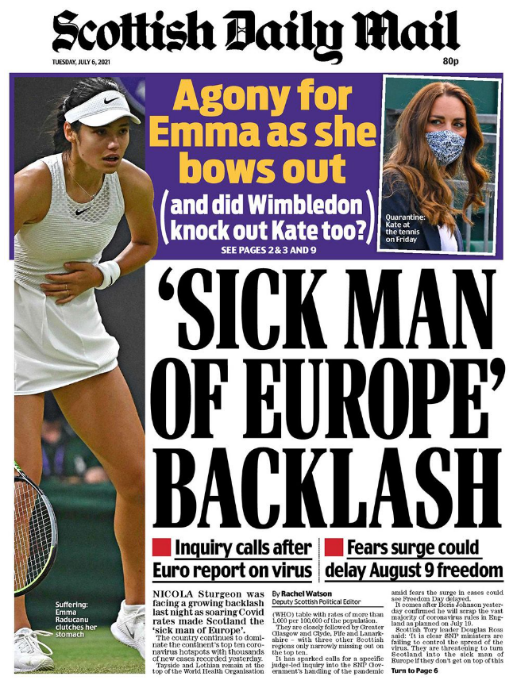 Scottish Daily Mail
TUESDAY, JULY 6, 2021
80p
Agony for
Emma as she
bows out
(and did Wimbledon
knock out Kate too?)
SEE PAGES 2 & 3 AND 9
Quarantine:
Kate at
the tennis
on Friday
‘SICK MAN
OF EUROPE’
BACKLASH
Inquiry calls after
Euro report on virus
Fears surge could
delay August 9 freedom
Suffering:
Emma
Raducanu
clutches her
stomach
NICOLA Sturgeon was
facing a growing backlash
last night as soaring Covid
rates made Scotland the
‘sick man of Europe’.
The country continues to domi-
nate the continent’s top ten coro-
navirus hotspots with thousands
of new cases recorded yesterday.
Tayside and Lothian remain at the
top of the World Health Organisation
By Rachel Watson
Deputy Scottish Political Editor
(WHO) table with rates of more than
1,000 per 100,000 of the population.
They are closely followed by Greater
Glasgow and Clyde, Fife and Lanark-
shire – with three other Scottish
regions only narrowly missing out on
the top ten.
It has sparked calls for a specific
judge-led inquiry into the SNP Gov-
ernment’s handling of the pandemic
amid fears the surge in cases could
see Freedom Day delayed.
It comes after Boris Johnson yester-
day confirmed he will scrap the vast
majority of coronavirus rules in Eng-
land as planned on July 19.
Scottish Tory leader Douglas Ross
said: ‘It is clear SNP ministers are
failing to control the spread of the
virus. They are threatening to turn
Scotland into the sick man of
Europe if they don’t get on top of this
Turn to Page 6